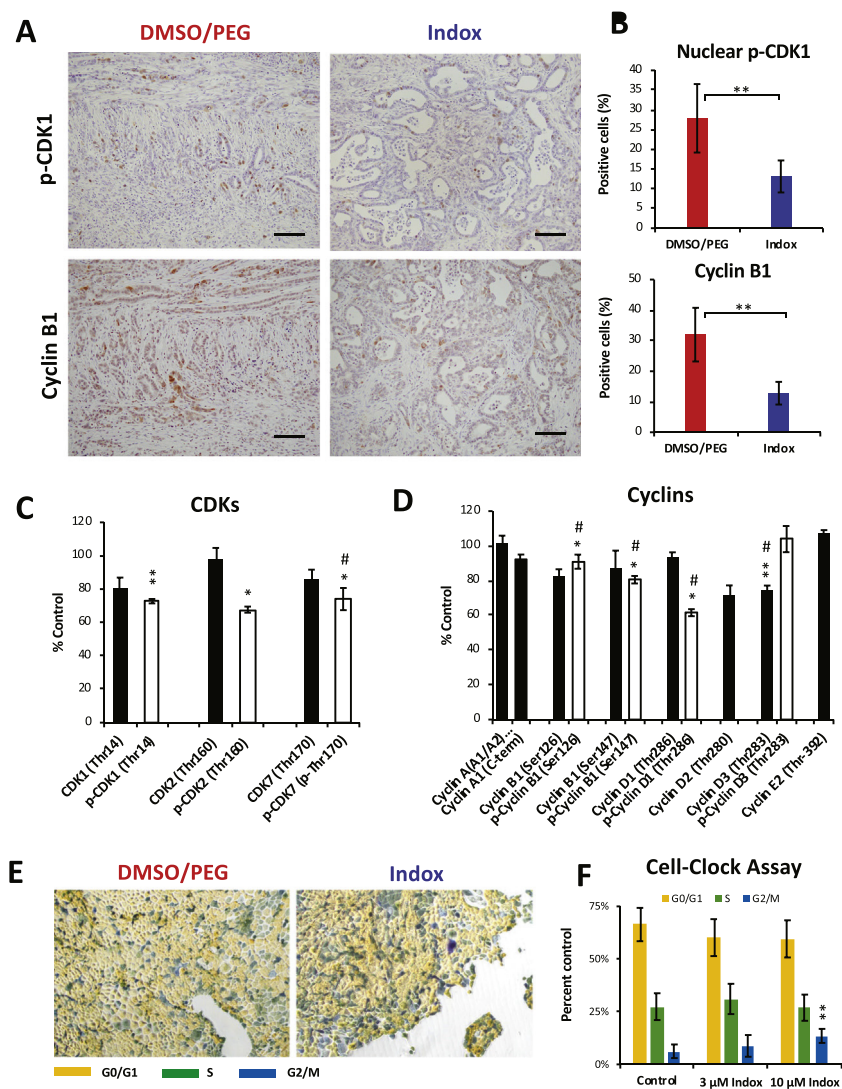 A
DMSO/PEG
Indox
p-CDK1
Cyclin B1
B
Nuclear p-CDK1
Positive cells (%)
40
35
30
25
20
15
10
5
0
**
DMSO/PEG
Indox
Cyclin B1
Positive cells (%)
50
40
30
20
10
0
**
DMSO/PEG
Indox
C
CDKs
% Control
120
100
80
60
40
20
0
**
*
#
*
CDK1 (Thr14)
p-CDK1 (Thr14)
CDK2 (Thr160)
p-CDK2 (Thr160)
CDK7 (Thr170)
p-CDK7 (p-Thr170)
D
Cyclins
% Control
120
100
80
60
40
20
0
#
*
#
*
#
*
#
**
Cyclin A(A1/A2)...
Cyclin A1 (C-term)
Cyclin B1 (Ser126)
p-Cyclin B1 (Ser126)
Cyclin B1 (Ser147)
p-Cyclin B1 (Ser147)
Cyclin D1 (Thr286)
p-Cyclin D1 (Thr286)
Cyclin D2 (Thr280)
Cyclin D3 (Thr283)
p-Cyclin D3 (Thr283)
Cyclin E2 (Thr-392)
E
DMSO/PEG
Indox
G0/G1 S G2/M
F
Cell-Clock Assay
G0/G1 S G2/M
Percent control
75%
50%
25%
0%
**
Control
3 µM Indox
10 µM Indox